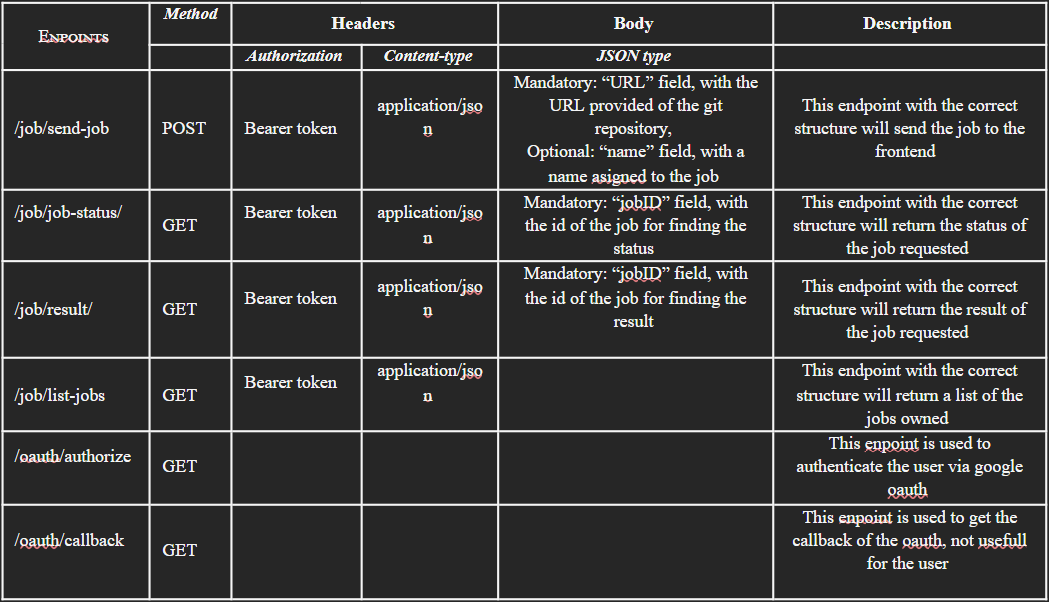 ENPOINTS
Method
Headers
Body
Description
Authorization
Content-type
JSON type
/job/send-job
POST
Bearer token
application/jso
n
Mandatory: “URL” field, with the
URL provided of the git
repository,
Optional: “name” field, with a
name asigned to the job
This endpoint with the correct
structure will send the job to the
frontend
/job/job-status/
GET
Bearer token
application/jso
n
Mandatory: “jobID” field, with
the id of the job for finding the
status
This endpoint with the correct
structure will return the status of
the job requested
/job/result/
GET
Bearer token
application/jso
n
Mandatory: “jobID” field, with
the id of the job for finding the
result
This endpoint with the correct
structure will return the result of
the job requested
/job/list-jobs
GET
Bearer token
application/jso
n
This endpoint with the correct
structure will return a list of the
jobs owned
/oauth/authorize
GET
This enpoint is used to
authenticate the user via google
oauth
/oauth/callback
GET
This enpoint is used to get the
callback of the oauth, not usefull
for the user